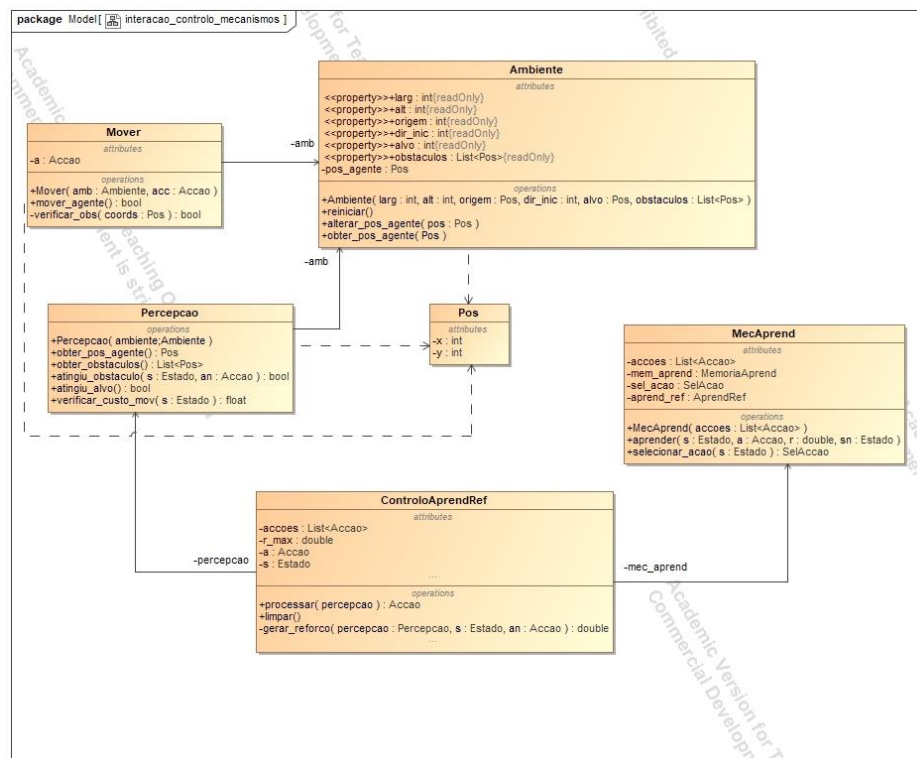 package Model[ interacao_controlo_mecanismos ]
Ambiente
attributes
<<property>>+larg : int{readOnly}
<<property>>+alt : int{readOnly}
<<property>>+origem : int{readOnly}
<<property>>+dir_inic : int{readOnly}
<<property>>+alvo : int{readOnly}
<<property>>+obstaculos : List<Pos>{readOnly}
-pos_agente : Pos
operations
+Ambiente( larg : int, alt : int, origem : Pos, dir_inic : int, alvo : Pos, obstaculos : List<Pos> )
+reiniciar()
+alterar_pos_agente( pos : Pos )
+obter_pos_agente( Pos )
Mover
attributes
-a : Accao
operations
+Mover( amb : Ambiente, acc : Accao )
+mover_agente() : bool
-verificar_obs( coords : Pos ) : bool
-amb
-amb
Percepcao
operations
+Percepcao( ambiente;Ambiente )
+obter_pos_agente() : Pos
+obter_obstaculos() : List<Pos>
+atingiu_obstaculo( s : Estado, an : Accao ) : bool
+atingiu_alvo() : bool
+verificar_custo_mov( s : Estado ) : float
Pos
attributes
-x : int
-y : int
MecAprend
attributes
-accoes : List<Accao>
-mem_aprend : MemoriaAprend
-sel_acao : SelAcao
-aprend_ref : AprendRef
operations
+MecAprend( accoes : List<Accao> )
+aprender( s : Estado, a : Accao, r : double, sn : Estado )
+selecionar_acao( s : Estado ) : SelAccao
ControloAprendRef
attributes
-accoes : List<Accao>
-r_max : double
-a : Accao
-s : Estado
...
operations
+processar( percepcao ) : Accao
+limpar()
-gerar_reforco( percepcao : Percepcao, s : Estado, an : Accao ) : double
...
-percepcao
-mec_aprend
Academic Version for T
Commercial Developm